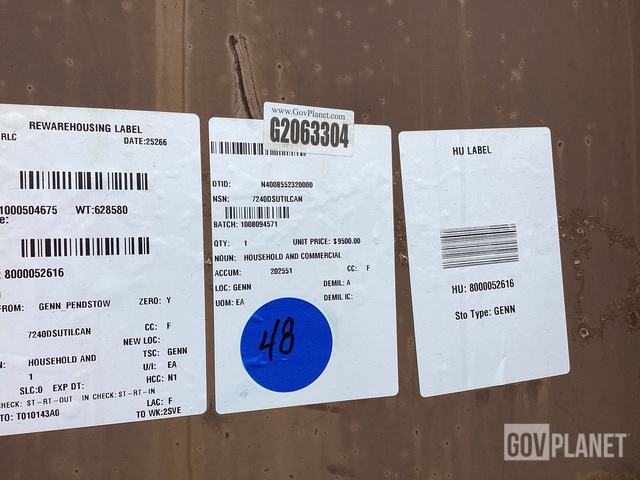 REWAREHOUSING LABEL
RLC
DATE:25266
1000504675 WT:628580
e:
8000052616
FROM: GENN_PENDSTOW ZERO: Y
7240DSUTILCAN CC: F
NEW LOC:
TSC: GENN
N: HOUSEHOLD AND U/I: EA
1 HCC: N1
SLC:0 EXP DT:
CHECK: ST-RT-OUT IN CHECK: ST-RT-IN
LAC: F
TO: T010143A0 TO WK:2SVE
www.GovPlanet.com
G2063304
DTID: N4008552320000
NSN: 7240DSUTILCAN
BATCH: 1008094571
QTY: 1 UNIT PRICE: $9500.00
NOUN: HOUSEHOLD AND COMMERCIAL
ACCUM: 202551 CC: F
LOC: GENN DEMIL: A
UOM: EA DEMIL IC:
48
HU LABEL
HU: 8000052616
Sto Type: GENN
GOVPLANET